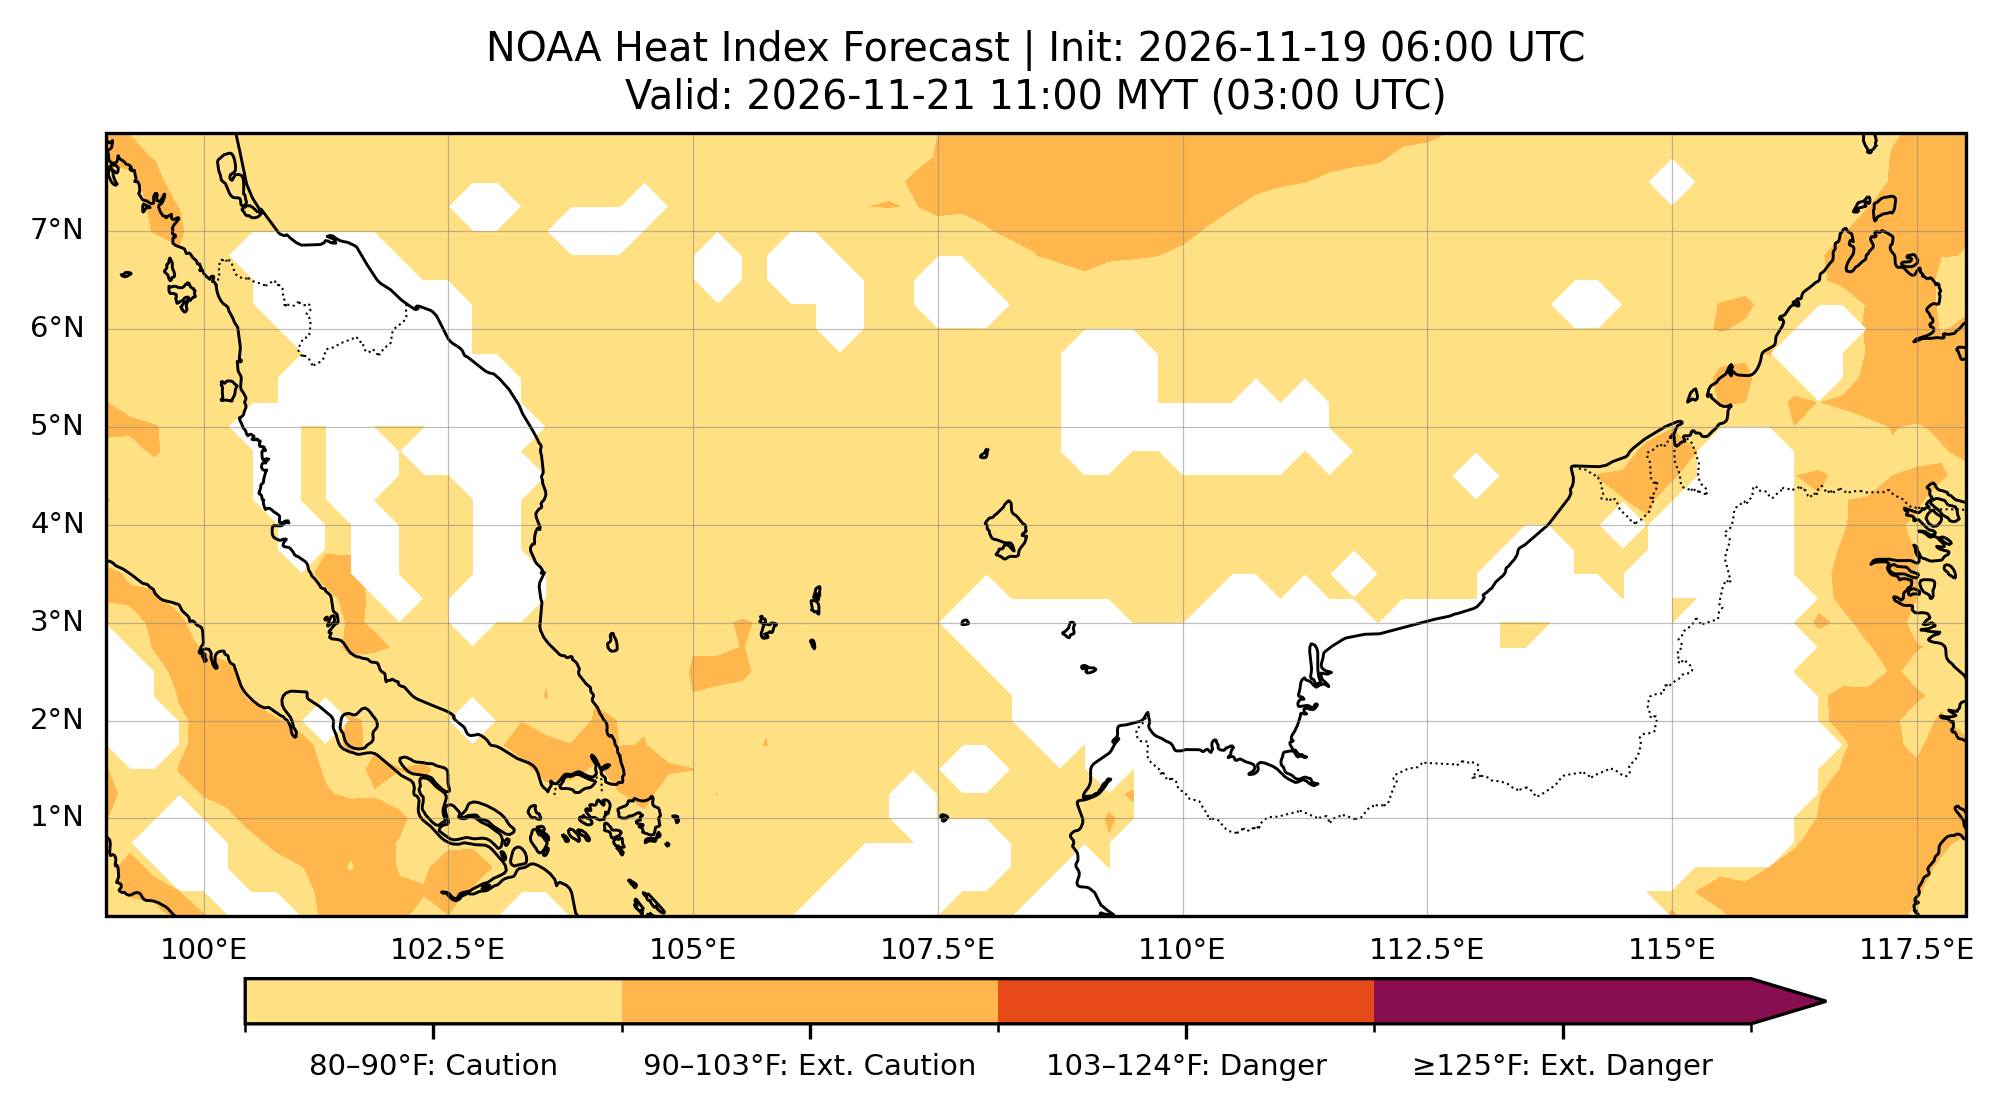 NOAA Heat Index Forecast | Init: 2026-11-19 06:00 UTC
Valid: 2026-11-21 11:00 MYT (03:00 UTC)
7°N
6°N
5°N
4°N
3°N
2°N
1°N
100°E 102.5°E 105°E 107.5°E 110°E 112.5°E 115°E 117.5°E
80–90°F: Caution 90–103°F: Ext. Caution 103–124°F: Danger ≥125°F: Ext. Danger